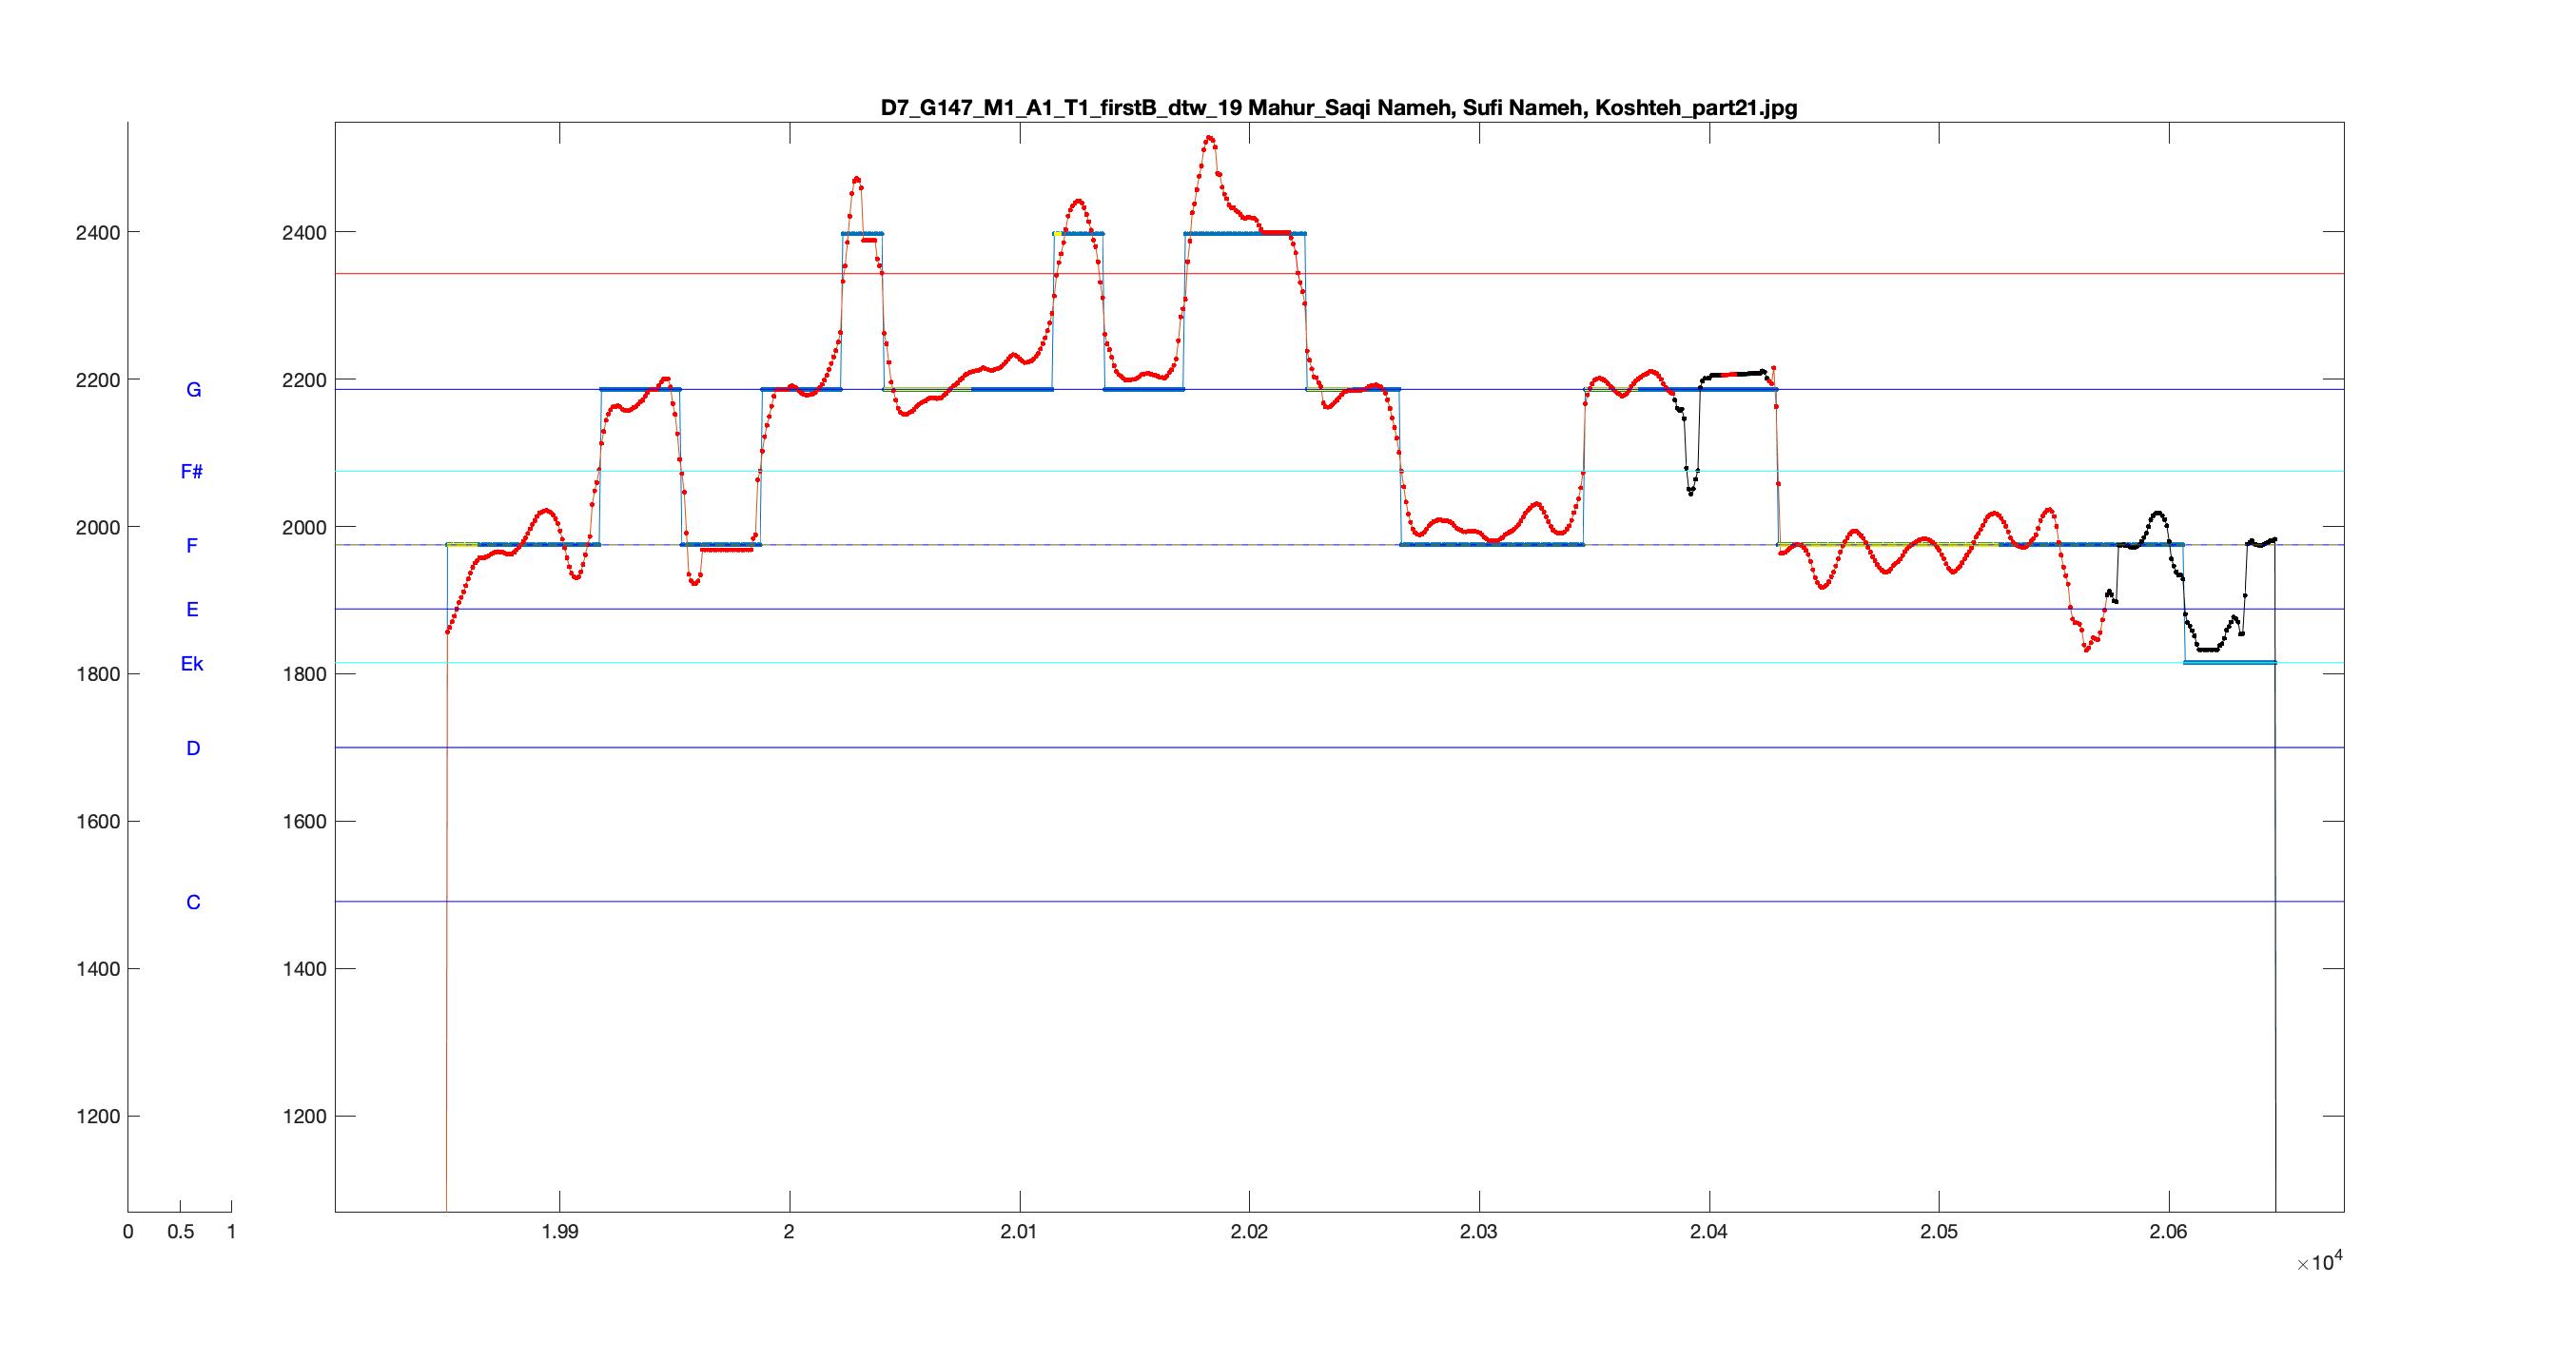 D7_G147_M1_A1_T1_firstB_dtw_19 Mahur_Saqi Nameh, Sufi Nameh, Koshteh_part21.jpg
2400 2400
2200 2200
G
F#
2000 2000
F
E
Ek
1800 1800
D
1600 1600
C
1400 1400
1200 1200
0 0.5 1 1.99 2 2.01 2.02 2.03 2.04 2.05 2.06
×10^4